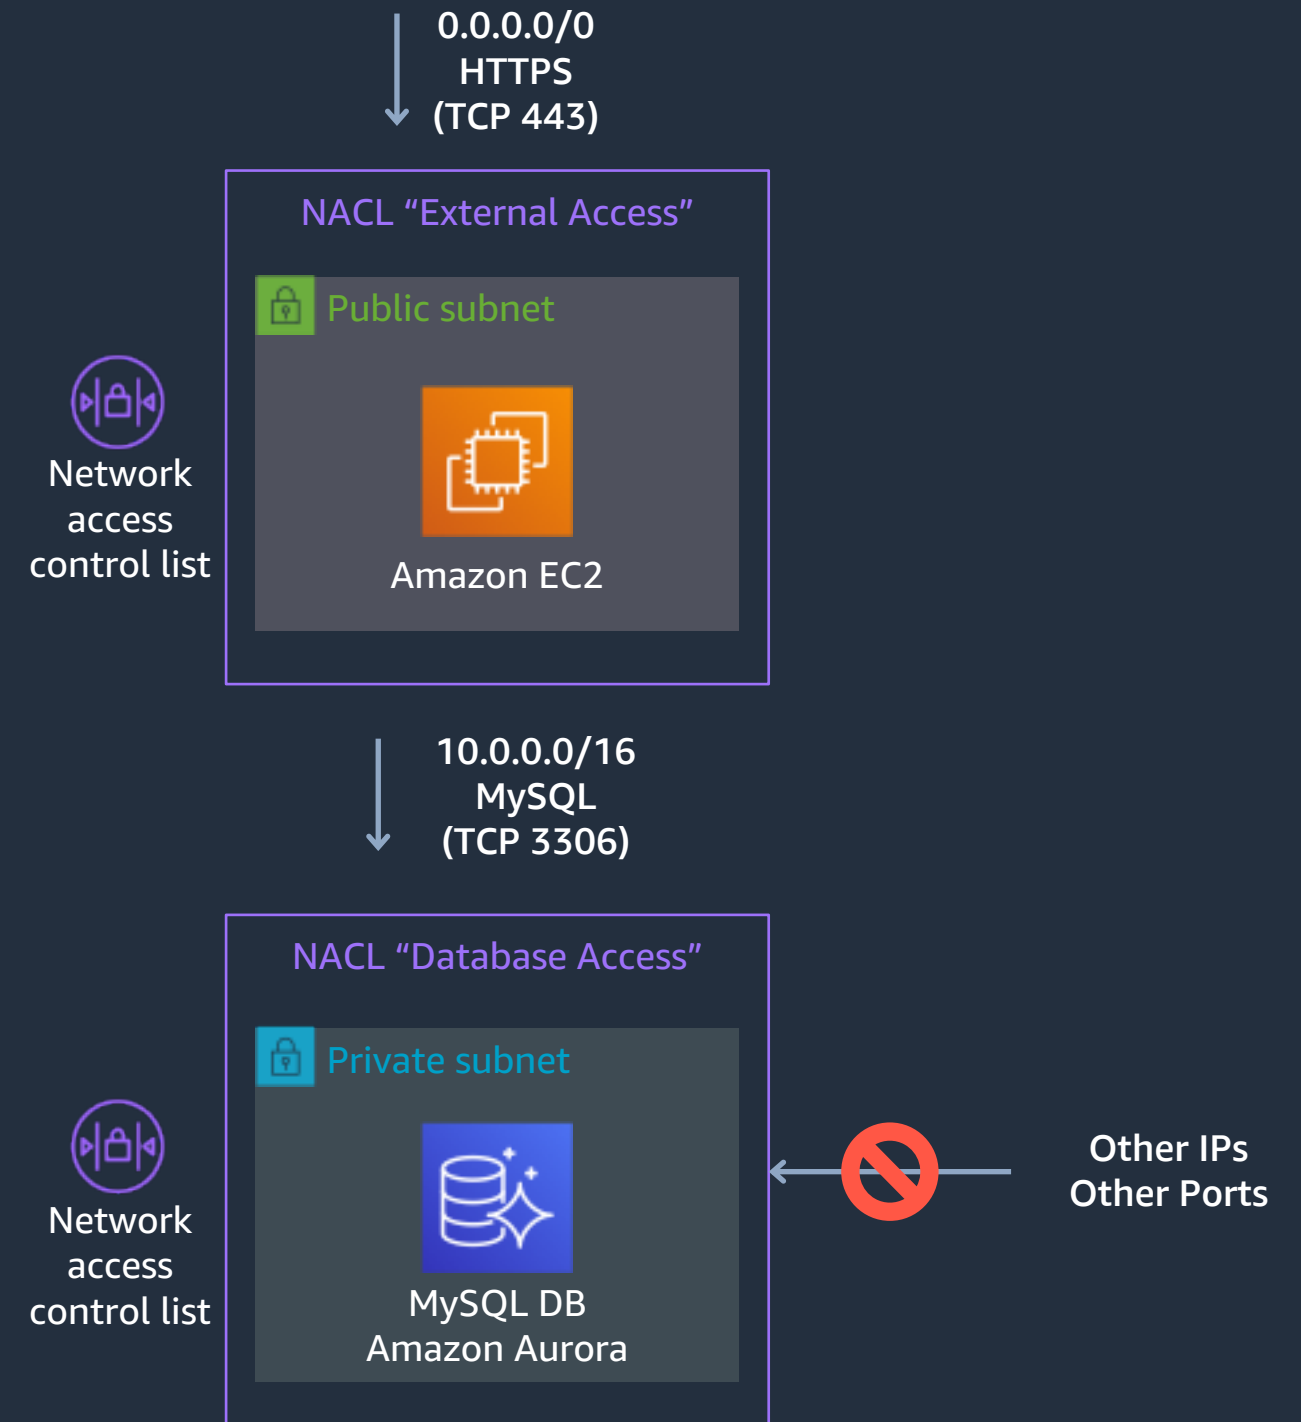 0.0.0.0/0
HTTPS
(TCP 443)
NACL “External Access”
Public subnet
Network
access
control list
Amazon EC2
10.0.0.0/16
MySQL
(TCP 3306)
NACL “Database Access”
Private subnet
Network
access
control list
MySQL DB
Amazon Aurora
Other IPs
Other Ports